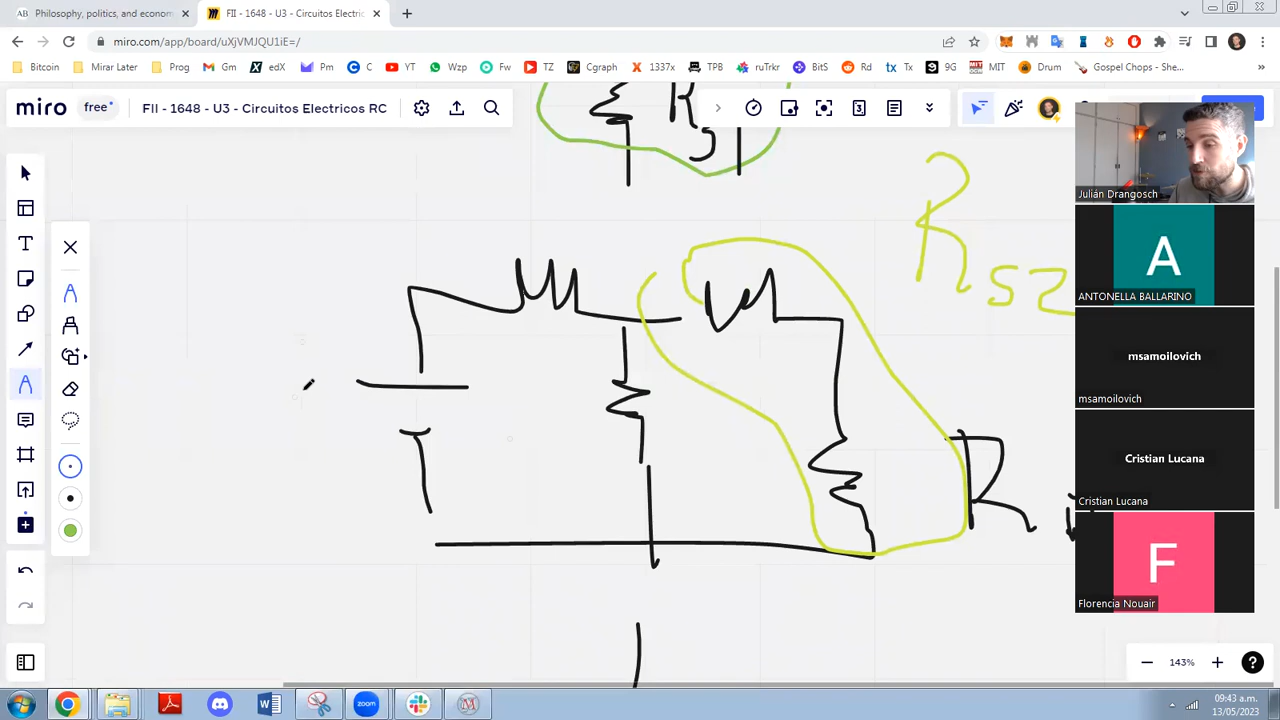 Philosophy, politics, and econom
FII - 1648 - U3 - Circuitos Electric
miro.com/app/board/uXjVMJQU1iE=/
Bitcoin
Mirar Later
Prog
Gm
edX
Pm
C
YT
Wzp
Fw
TZ
Cgraph
1337x
ruTrkr
TPB
BitS
Rd
Tx
9G
MIT
Drum
Gospel Chops - She...
miro
free
FII - 1648 - U3 - Circuitos Electricos RC
3
R
R52
R
Julián Drangosch
A
ANTONELLA BALLARINO
msamoilovich
msamoilovich
Cristian Lucana
Cristian Lucana
F
Florencia Nouair
143%
09:43 a.m.
13/05/2023